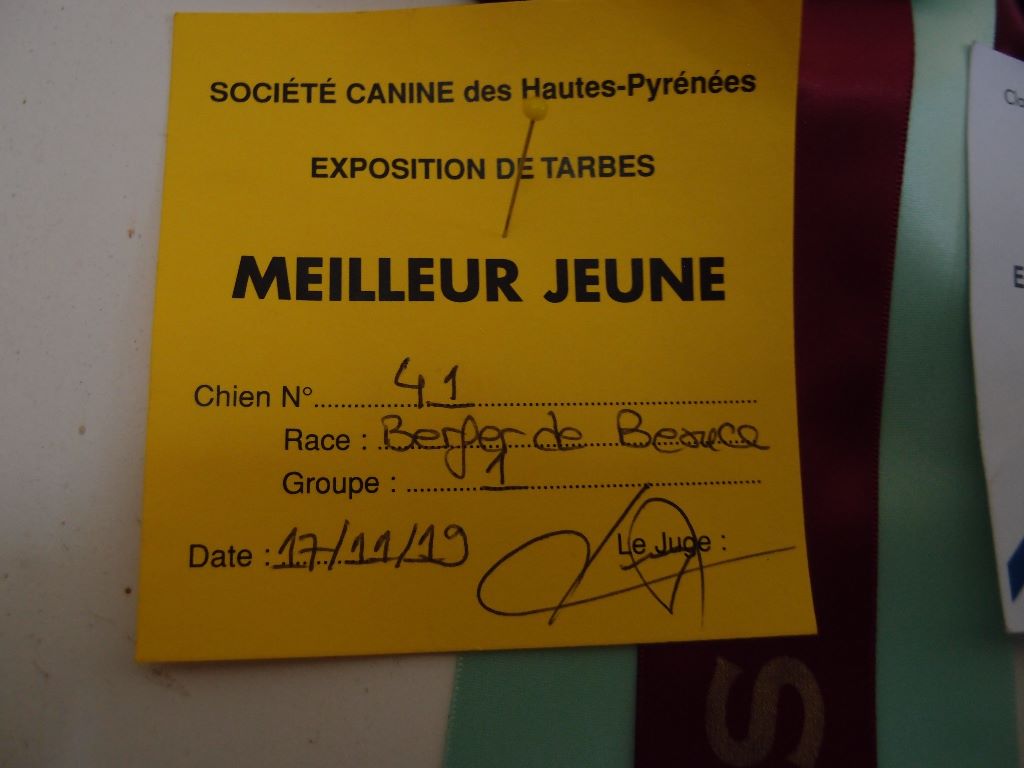 SOCIÉTÉ CANINE des Hautes-Pyrénées
EXPOSITION DE TARBES
MEILLEUR JEUNE
Chien N° 41
Race : Berger de Beauce
Groupe : 1
Date : 17/11/19 Le Juge :
S
Cla
E